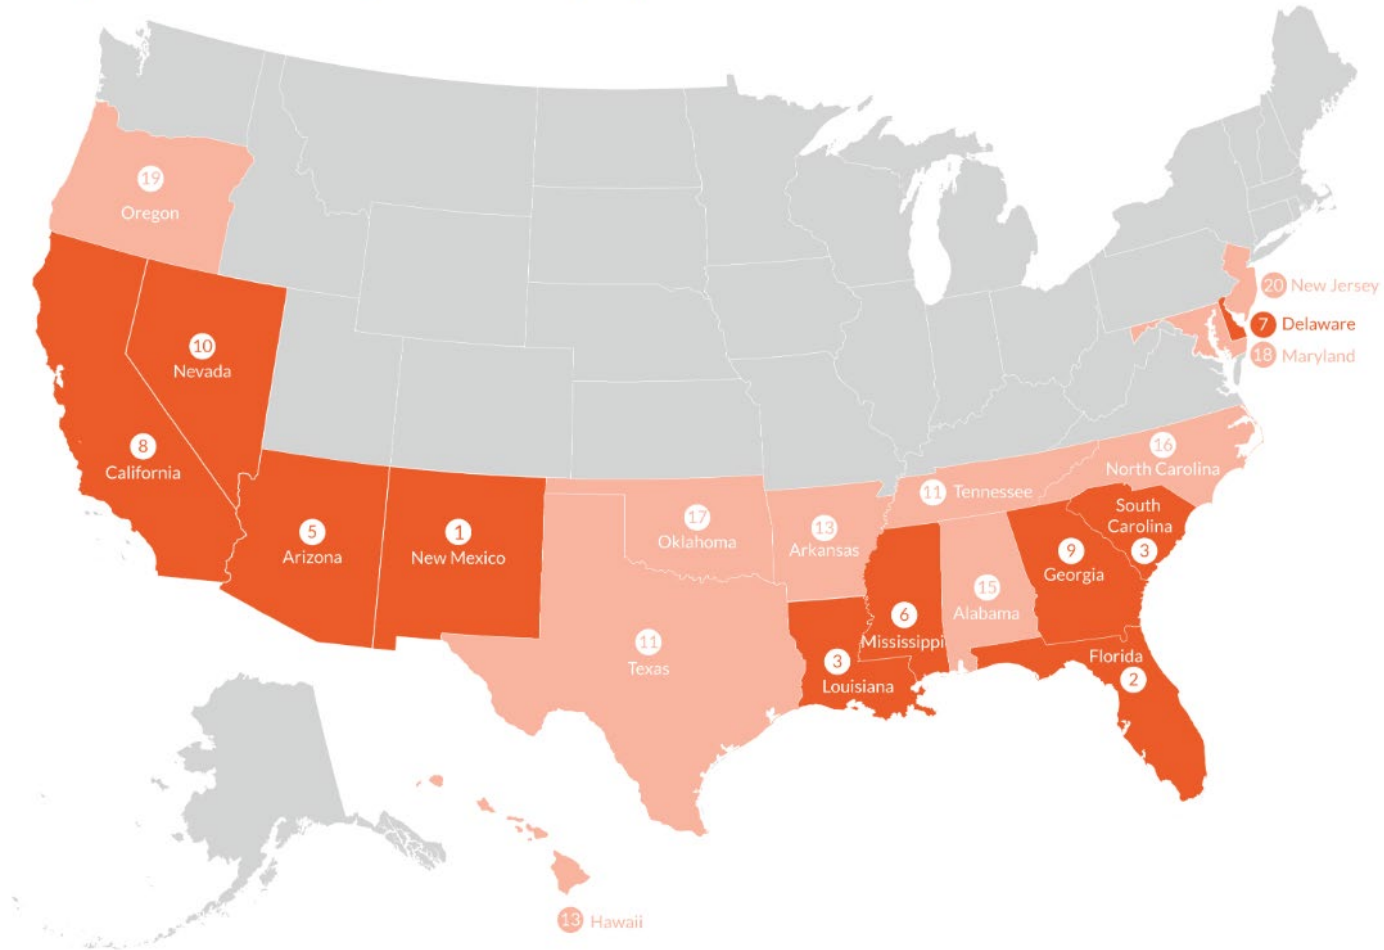 19
Oregon
20 New Jersey
7 Delaware
18 Maryland
10
Nevada
8
California
16
North Carolina
11 Tennessee
5
Arizona
1
New Mexico
17
Oklahoma
13
Arkansas
South
Carolina
3
9
Georgia
15
Alabama
6
Mississippi
11
Texas
3
Louisiana
Florida
2
13 Hawaii